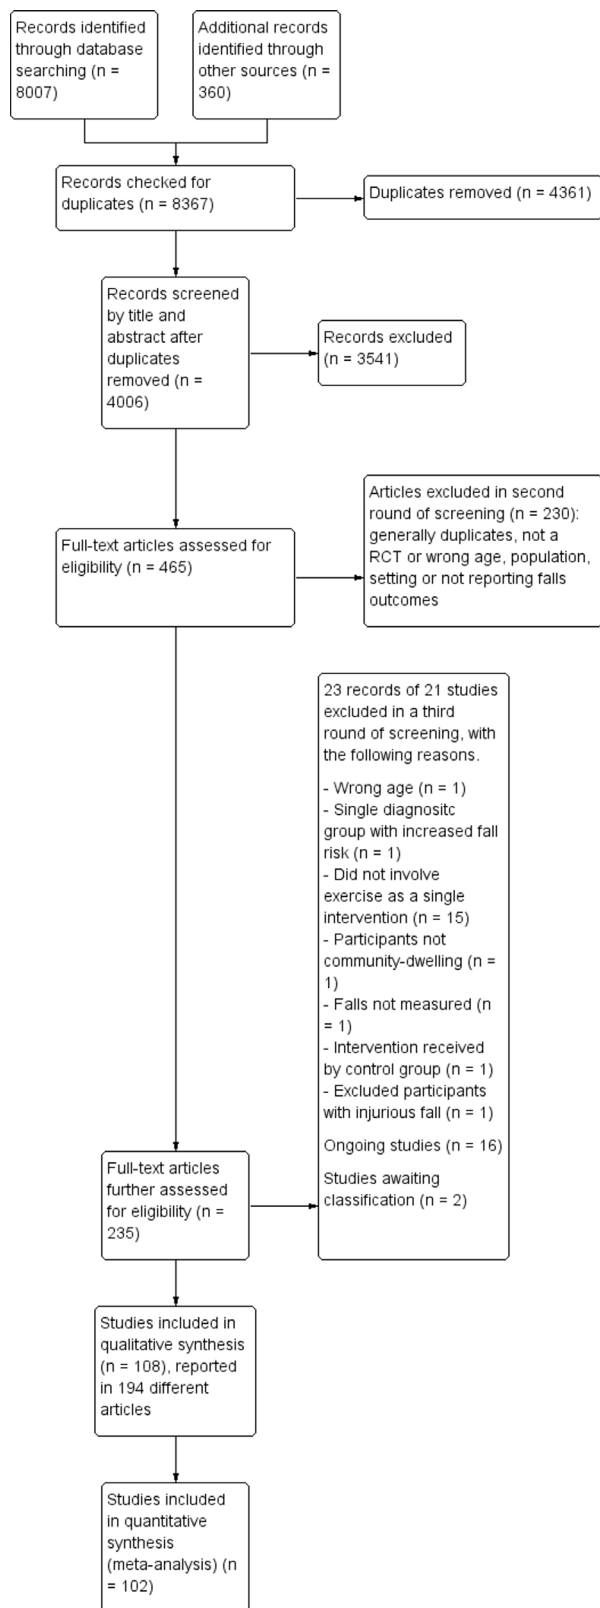 Records identified
through database
searching (n =
8007)
Additional records
identified through
other sources (n =
360)
Records checked for
duplicates (n = 8367)
Duplicates removed (n = 4361)
Records screened
by title and
abstract after
duplicates
removed (n =
4006)
Records excluded
(n = 3541)
Full-text articles assessed for
eligibility (n = 465)
Articles excluded in second
round of screening (n = 230):
generally duplicates, not a
RCT or wrong age, population,
setting or not reporting falls
outcomes
23 records of 21 studies
excluded in a third
round of screening, with
the following reasons.
- Wrong age (n = 1)
- Single diagnositc
group with increased fall
risk (n = 1)
- Did not involve
exercise as a single
intervention (n = 15)
- Participants not
community-dwelling (n =
1)
- Falls not measured (n
= 1)
- Intervention received
by control group (n = 1)
- Excluded participants
with injurious fall (n = 1)
Ongoing studies (n = 16)
Studies awaiting
classification (n = 2)
Full-text articles
further assessed
for eligibility (n =
235)
Studies included in
qualitative synthesis
(n = 108), reported
in 194 different
articles
Studies included
in quantitative
synthesis
(meta-analysis) (n
= 102)